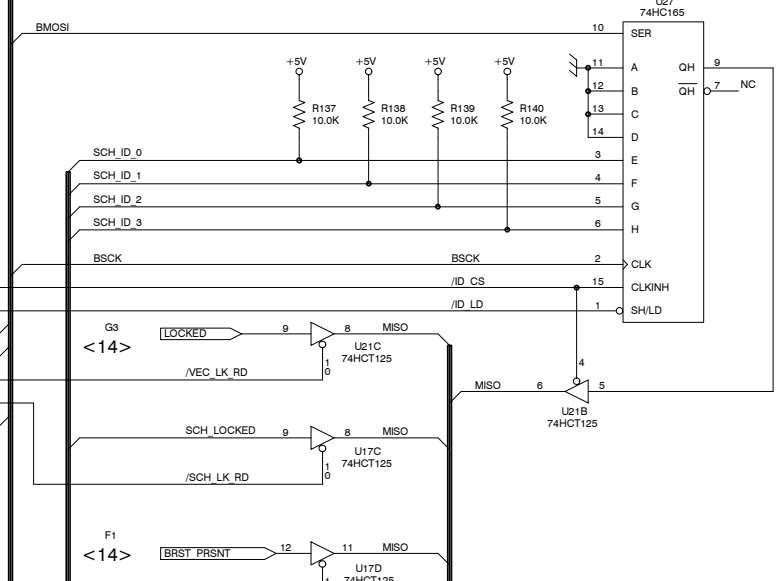 U27
74HC165
BMOSI 10 SER
+5V +5V +5V +5V
11 A QH 9
12 B QH 7 NC
R137 R138 R139 R140
10.0K 10.0K 10.0K 10.0K
13 C
14 D
SCH_ID_0 3 E
SCH_ID_1 4 F
SCH_ID_2 5 G
SCH_ID_3 6 H
BSCK BSCK 2 CLK
/ID_CS 15 CLKINH
/ID_LD 1 SH/LD
G3
<14>
LOCKED 9 8 MISO
U21C
74HCT125
10
/VEC_LK_RD
4
MISO 6 5
U21B
74HCT125
SCH_LOCKED 9 8 MISO
U17C
74HCT125
10
/SCH_LK_RD
F1
<14>
BRST_PRSNT 12 11 MISO
U17D
74HCT125
1